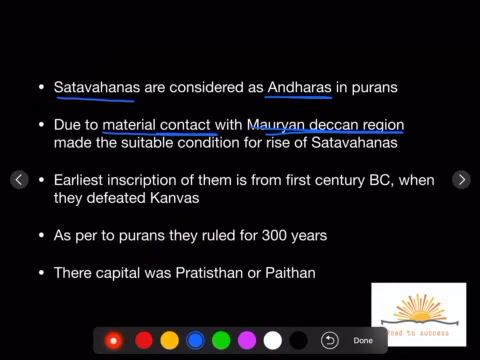 • Satavahanas are considered as Andharas in purans
• Due to material contact with Mauryan deccan region
made the suitable condition for rise of Satavahanas
• Earliest inscription of them is from first century BC, when
they defeated Kanvas
• As per to purans they ruled for 300 years
• There capital was Pratisthan or Paithan
to success
Done